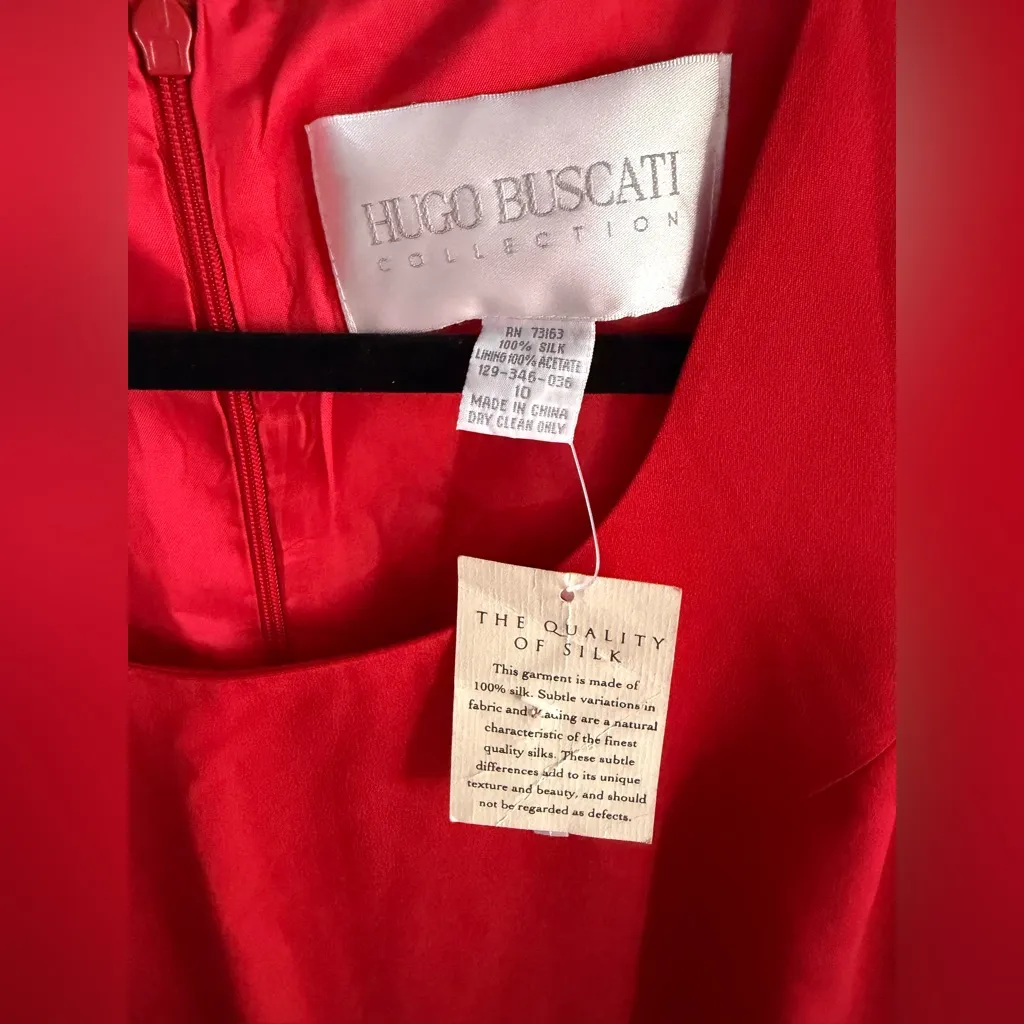 HUGO BUSCATI
COLLECTION
RN 73163
100% SILK
LINING 100% ACETATE
129-346-036
10
MADE IN CHINA
DRY CLEAN ONLY
THE QUALITY
OF SILK
This garment is made of
100% silk. Subtle variations in
fabric and are a natural
characteristic of the finest
quality silks. These subtle
differences add to its unique
texture and beauty, and should
not be regarded as defects.